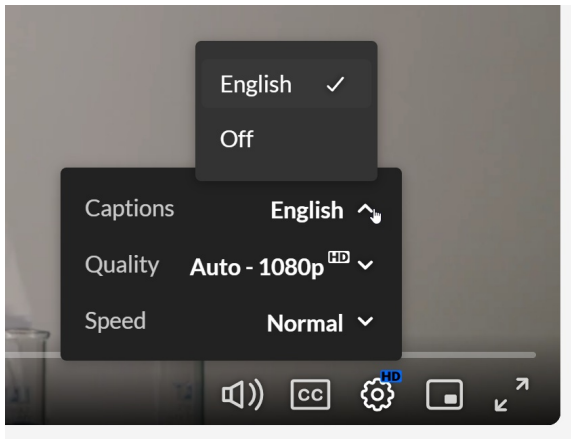 English
Off
Captions English
Quality Auto - 1080p HD
Speed Normal
CC HD